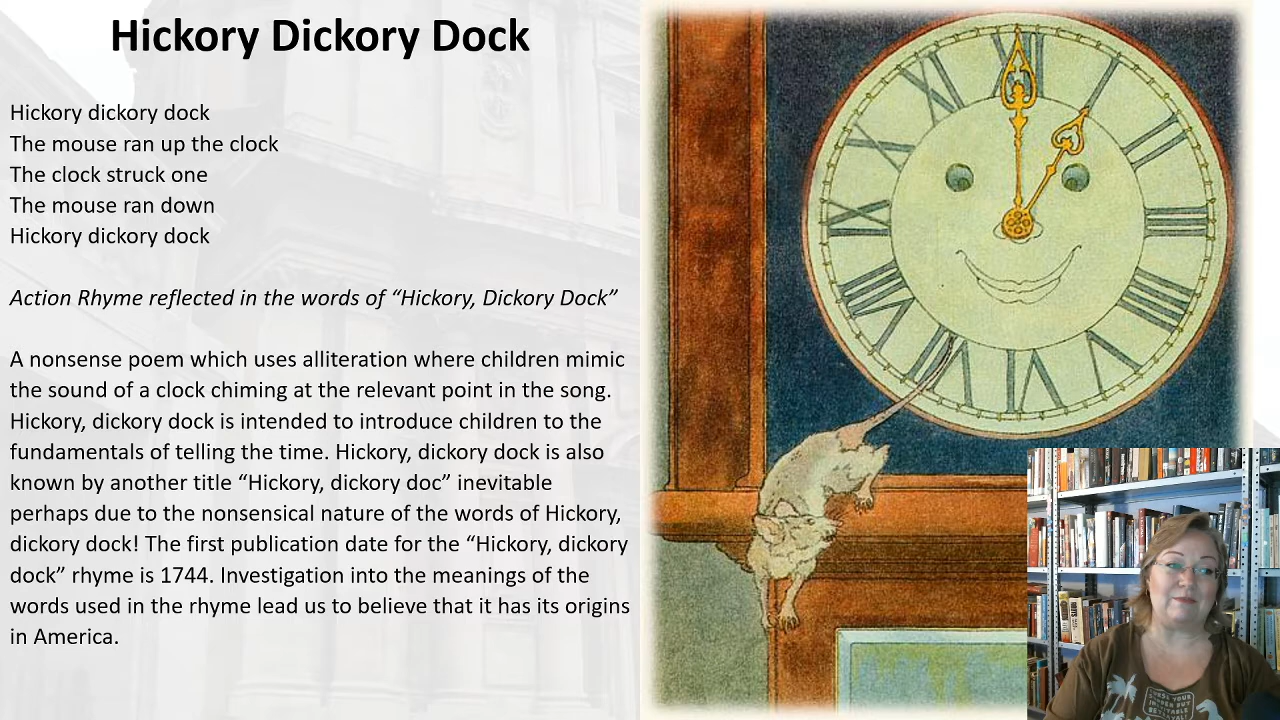 Hickory Dickory Dock
Hickory dickory dock
The mouse ran up the clock
The clock struck one
The mouse ran down
Hickory dickory dock
Action Rhyme reflected in the words of “Hickory, Dickory Dock”
A nonsense poem which uses alliteration where children mimic
the sound of a clock chiming at the relevant point in the song.
Hickory, dickory dock is intended to introduce children to the
fundamentals of telling the time. Hickory, dickory dock is also
known by another title “Hickory, dickory doc” inevitable
perhaps due to the nonsensical nature of the words of Hickory,
dickory dock! The first publication date for the “Hickory, dickory
dock” rhyme is 1744. Investigation into the meanings of the
words used in the rhyme lead us to believe that it has its origins
in America.